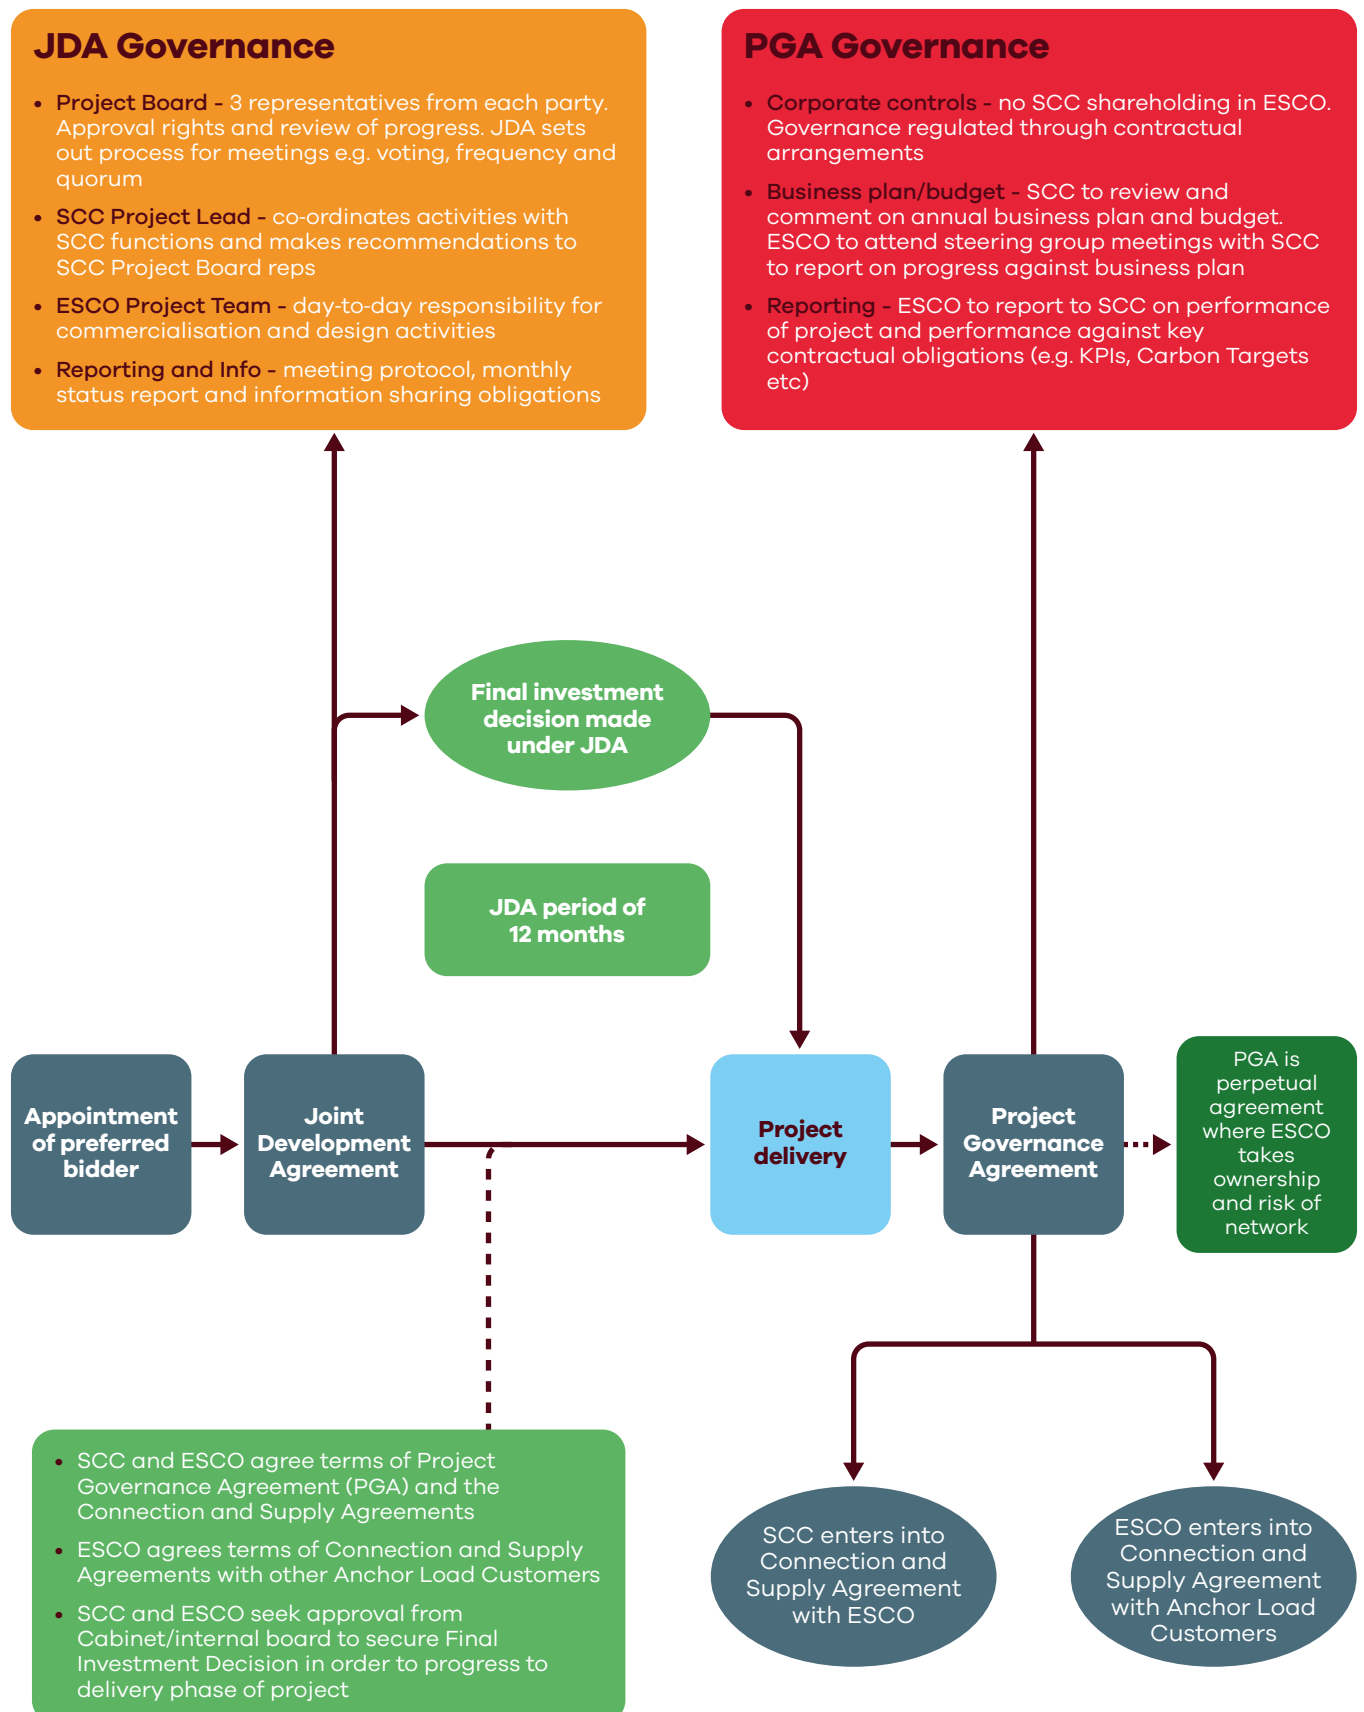 JDA Governance
• Project Board - 3 representatives from each party.
Approval rights and review of progress. JDA sets
out process for meetings e.g. voting, frequency and
quorum
• SCC Project Lead - co-ordinates activities with
SCC functions and makes recommendations to
SCC Project Board reps
• ESCO Project Team - day-to-day responsibility for
commercialisation and design activities
• Reporting and Info - meeting protocol, monthly
status report and information sharing obligations
PGA Governance
• Corporate controls - no SCC shareholding in ESCO.
Governance regulated through contractual
arrangements
• Business plan/budget - SCC to review and
comment on annual business plan and budget.
ESCO to attend steering group meetings with SCC
to report on progress against business plan
• Reporting - ESCO to report to SCC on performance
of project and performance against key
contractual obligations (e.g. KPIs, Carbon Targets
etc)
Final investment
decision made
under JDA
JDA period of
12 months
Appointment
of preferred
bidder
Joint
Development
Agreement
Project
delivery
Project
Governance
Agreement
PGA is
perpetual
agreement
where ESCO
takes
ownership
and risk of
network
• SCC and ESCO agree terms of Project
Governance Agreement (PGA) and the
Connection and Supply Agreements
• ESCO agrees terms of Connection and Supply
Agreements with other Anchor Load Customers
• SCC and ESCO seek approval from
Cabinet/internal board to secure Final
Investment Decision in order to progress to
delivery phase of project
SCC enters into
Connection and
Supply Agreement
with ESCO
ESCO enters into
Connection and
Supply Agreement
with Anchor Load
Customers